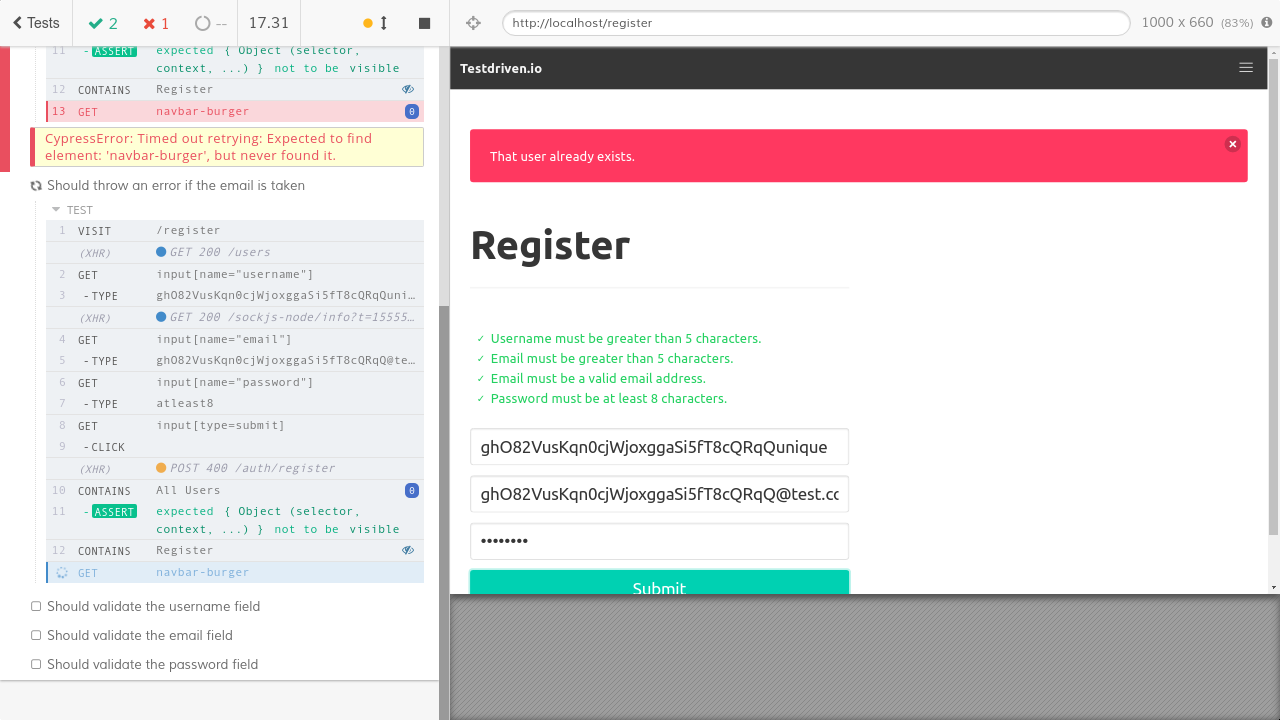 Tests
2
1
--
17.31
http://localhost/register
1000 x 660 (83%)
11 -ASSERT expected { Object (selector,
context, ...) } not to be visible
12 CONTAINS Register
13 GET navbar-burger 0
CypressError: Timed out retrying: Expected to find
element: 'navbar-burger', but never found it.
Should throw an error if the email is taken
TEST
1 VISIT /register
(XHR) GET 200 /users
2 GET input[name="username"]
3 -TYPE ghO82VusKqn0cjWjoxggaSi5fT8cQRqQuni...
(XHR) GET 200 /sockjs-node/info?t=15555...
4 GET input[name="email"]
5 -TYPE ghO82VusKqn0cjWjoxggaSi5fT8cQRqQ@te...
6 GET input[name="password"]
7 -TYPE atleast8
8 GET input[type=submit]
9 -CLICK
(XHR) POST 400 /auth/register
10 CONTAINS All Users 0
11 -ASSERT expected { Object (selector,
context, ...) } not to be visible
12 CONTAINS Register
GET navbar-burger
Should validate the username field
Should validate the email field
Should validate the password field
Testdriven.io
That user already exists.
Register
✓ Username must be greater than 5 characters.
✓ Email must be greater than 5 characters.
✓ Email must be a valid email address.
✓ Password must be at least 8 characters.
ghO82VusKqn0cjWjoxggaSi5fT8cQRqQunique
ghO82VusKqn0cjWjoxggaSi5fT8cQRqQ@test.cc
••••••••
Submit